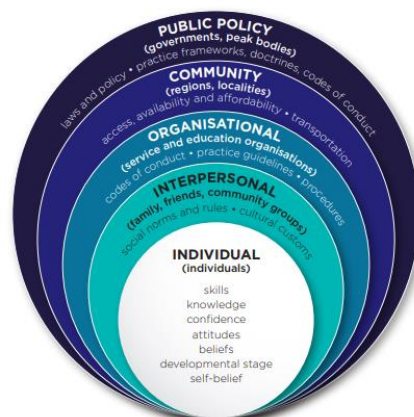 PUBLIC POLICY
(governments, peak bodies)
laws and policy • practice frameworks, doctrines, codes of conduct
COMMUNITY
(regions, localities)
access, availability and affordability • transportation
ORGANISATIONAL
(service and education organisations)
codes of conduct • practice guidelines • procedures
INTERPERSONAL
(family, friends, community groups)
social norms and rules • cultural customs
INDIVIDUAL
(individuals)
skills
knowledge
confidence
attitudes
beliefs
developmental stage
self-belief